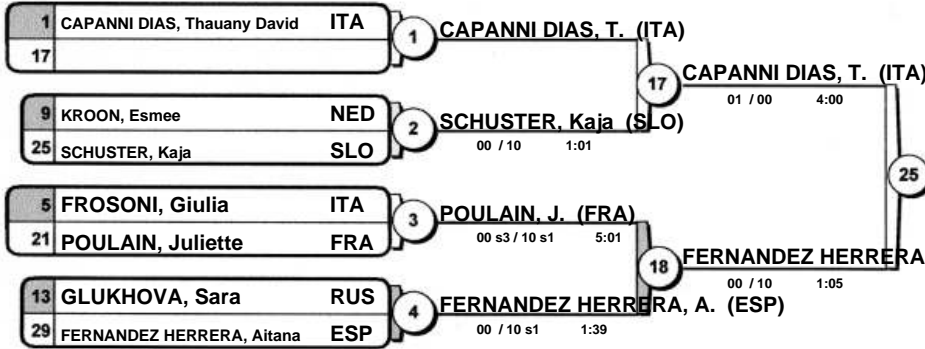 1 CAPANNI DIAS, Thauany David ITA
17
1
CAPANNI DIAS, T. (ITA)
9 KROON, Esmee NED
25 SCHUSTER, Kaja SLO
2
SCHUSTER, Kaja (SLO)
00 / 10 1:01
17
CAPANNI DIAS, T. (ITA)
01 / 00 4:00
5 FROSONI, Giulia ITA
21 POULAIN, Juliette FRA
3
POULAIN, J. (FRA)
00 s3 / 10 s1 5:01
13 GLUKHOVA, Sara RUS
29 FERNANDEZ HERRERA, Aitana ESP
4
FERNANDEZ HERRERA, A. (ESP)
00 / 10 s1 1:39
18
FERNANDEZ HERRERA
00 / 10 1:05
25